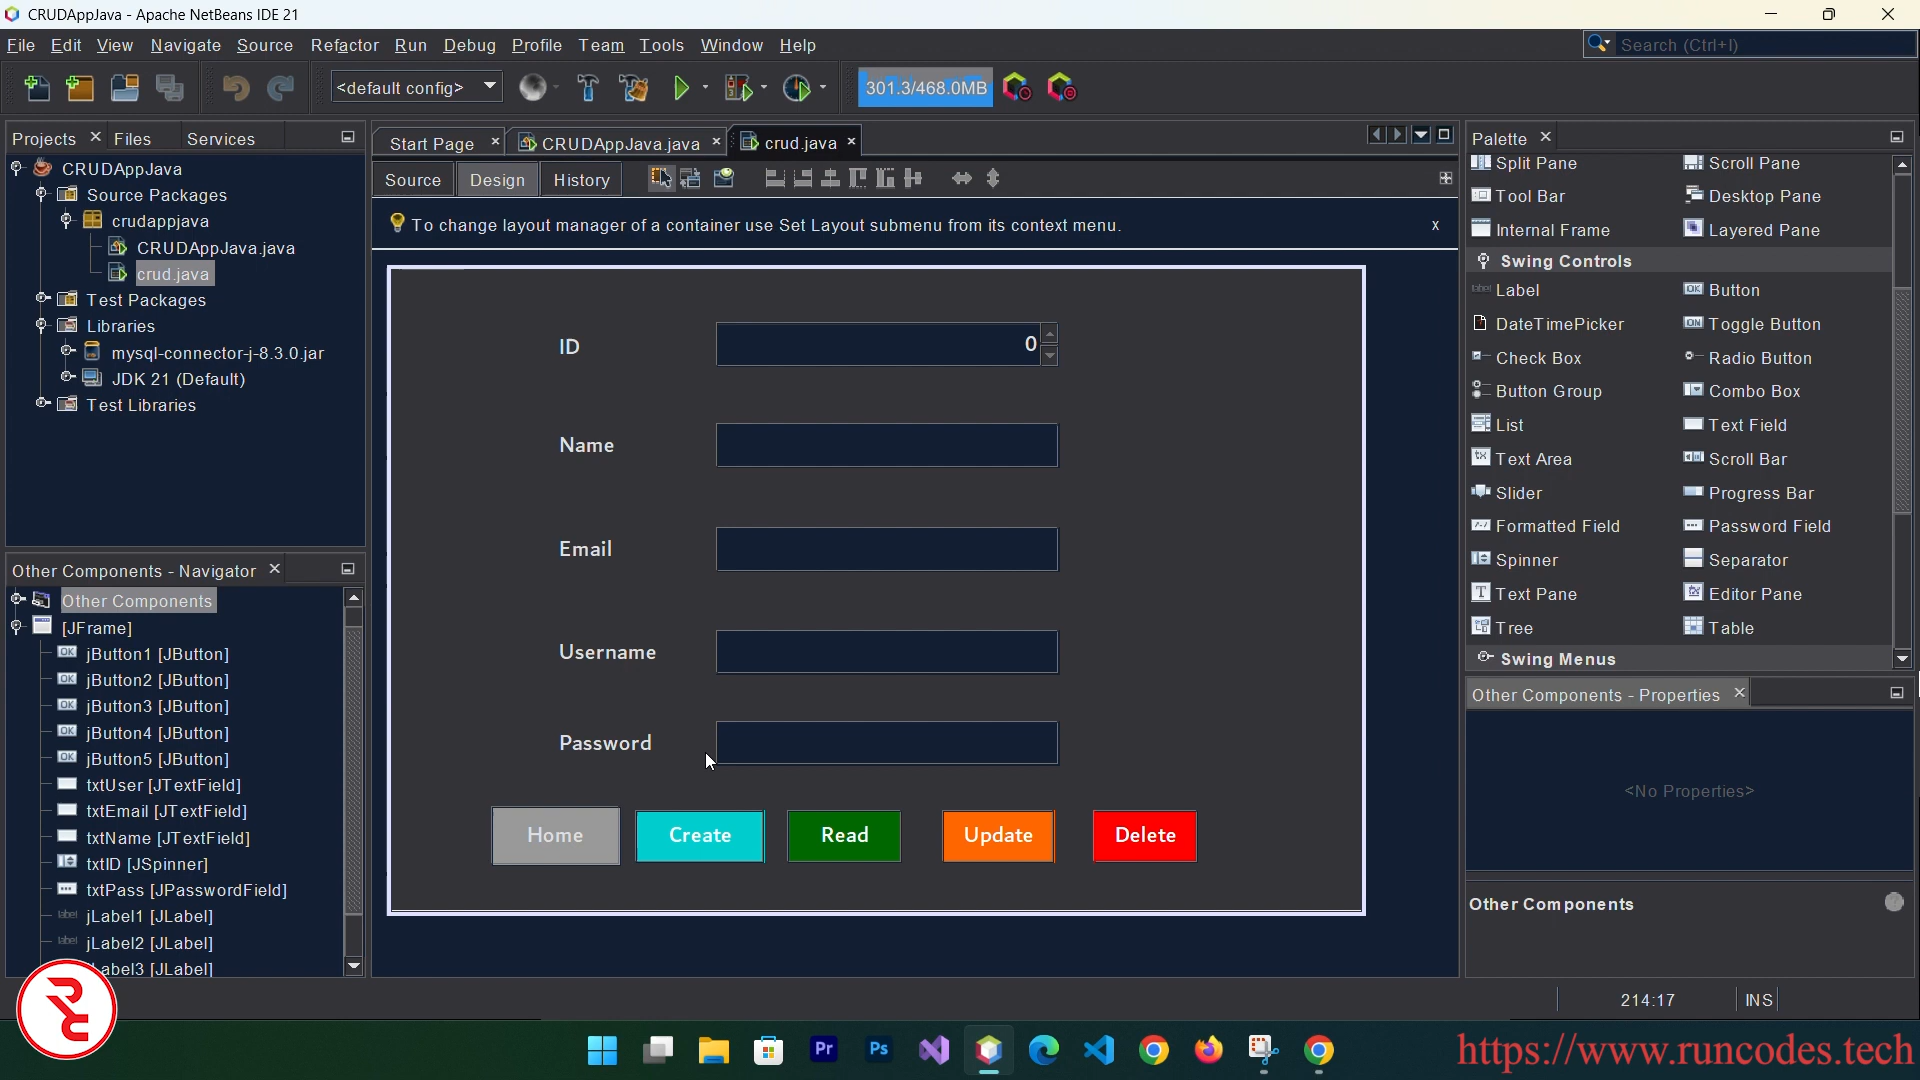 CRUDAppJava - Apache NetBeans IDE 21
File Edit View Navigate Source Refactor Run Debug Profile Team Tools Window Help
Search (Ctrl+I)
<default config>
301.3/468.0MB
Projects Files Services
CRUDAppJava
Source Packages
crudappjava
CRUDAppJava.java
crud.java
Test Packages
Libraries
mysql-connector-j-8.3.0.jar
JDK 21 (Default)
Test Libraries
Other Components - Navigator
Other Components
[JFrame]
jButton1 [JButton]
jButton2 [JButton]
jButton3 [JButton]
jButton4 [JButton]
jButton5 [JButton]
txtUser [JTextField]
txtEmail [JTextField]
txtName [JTextField]
txtID [JSpinner]
txtPass [JPasswordField]
jLabel1 [JLabel]
jLabel2 [JLabel]
Label3 [JLabel]
Start Page CRUDAppJava.java crud.java
Source Design History
To change layout manager of a container use Set Layout submenu from its context menu. x
ID 0
Name
Email
Username
Password
Home Create Read Update Delete
Palette
Split Pane Scroll Pane
Tool Bar Desktop Pane
Internal Frame Layered Pane
Swing Controls
label Label OK Button
DateTimePicker ON Toggle Button
Check Box Radio Button
Button Group Combo Box
List Text Field
Text Area Scroll Bar
Slider Progress Bar
Formatted Field Password Field
Spinner Separator
Text Pane Editor Pane
Tree Table
Swing Menus
Other Components - Properties
<No Properties>
Other Components
214:17 INS
Pr Ps
https://www.runcodes.tech